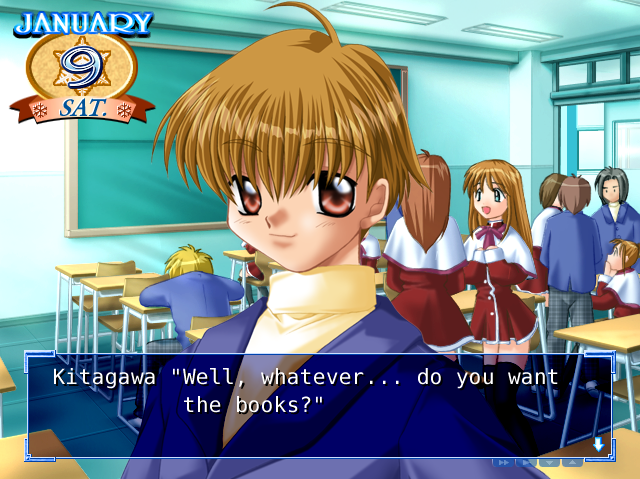 JANUARY
9
SAT.
Kitagawa "Well, whatever... do you want
the books?"